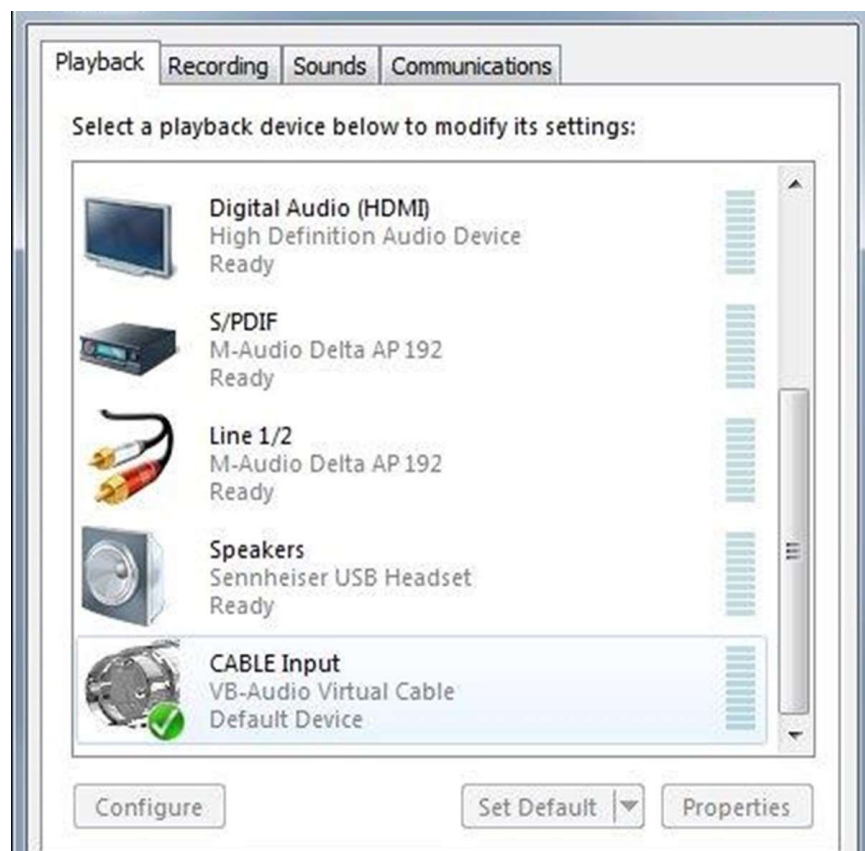 Playback Recording Sounds Communications
Select a playback device below to modify its settings:
Digital Audio (HDMI)
High Definition Audio Device
Ready
S/PDIF
M-Audio Delta AP 192
Ready
Line 1/2
M-Audio Delta AP 192
Ready
Speakers
Sennheiser USB Headset
Ready
CABLE Input
VB-Audio Virtual Cable
Default Device
Configure Set Default Properties